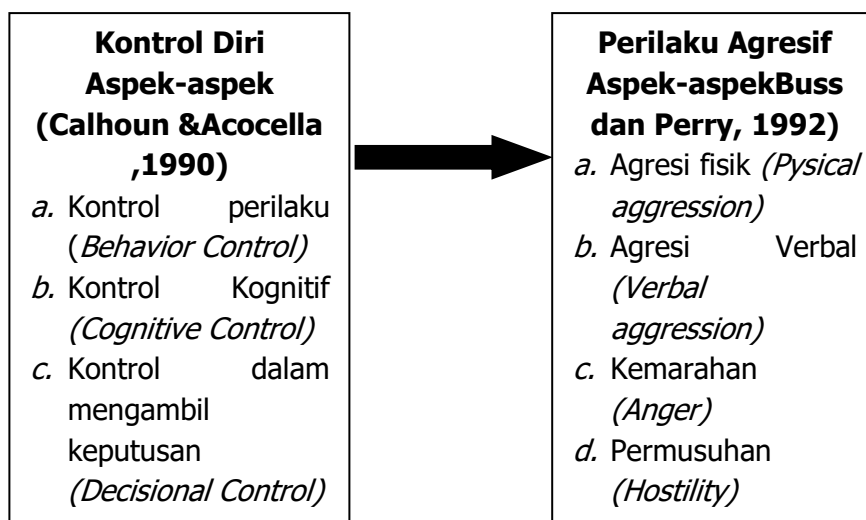 Kontrol Diri
Aspek-aspek
(Calhoun &Acocella
,1990)
a. Kontrol perilaku
(Behavior Control)
b. Kontrol Kognitif
(Cognitive Control)
c. Kontrol dalam
mengambil
keputusan
(Decisional Control)
Perilaku Agresif
Aspek-aspekBuss
dan Perry, 1992)
a. Agresi fisik (Pysical
aggression)
b. Agresi Verbal
(Verbal
aggression)
c. Kemarahan
(Anger)
d. Permusuhan
(Hostility)